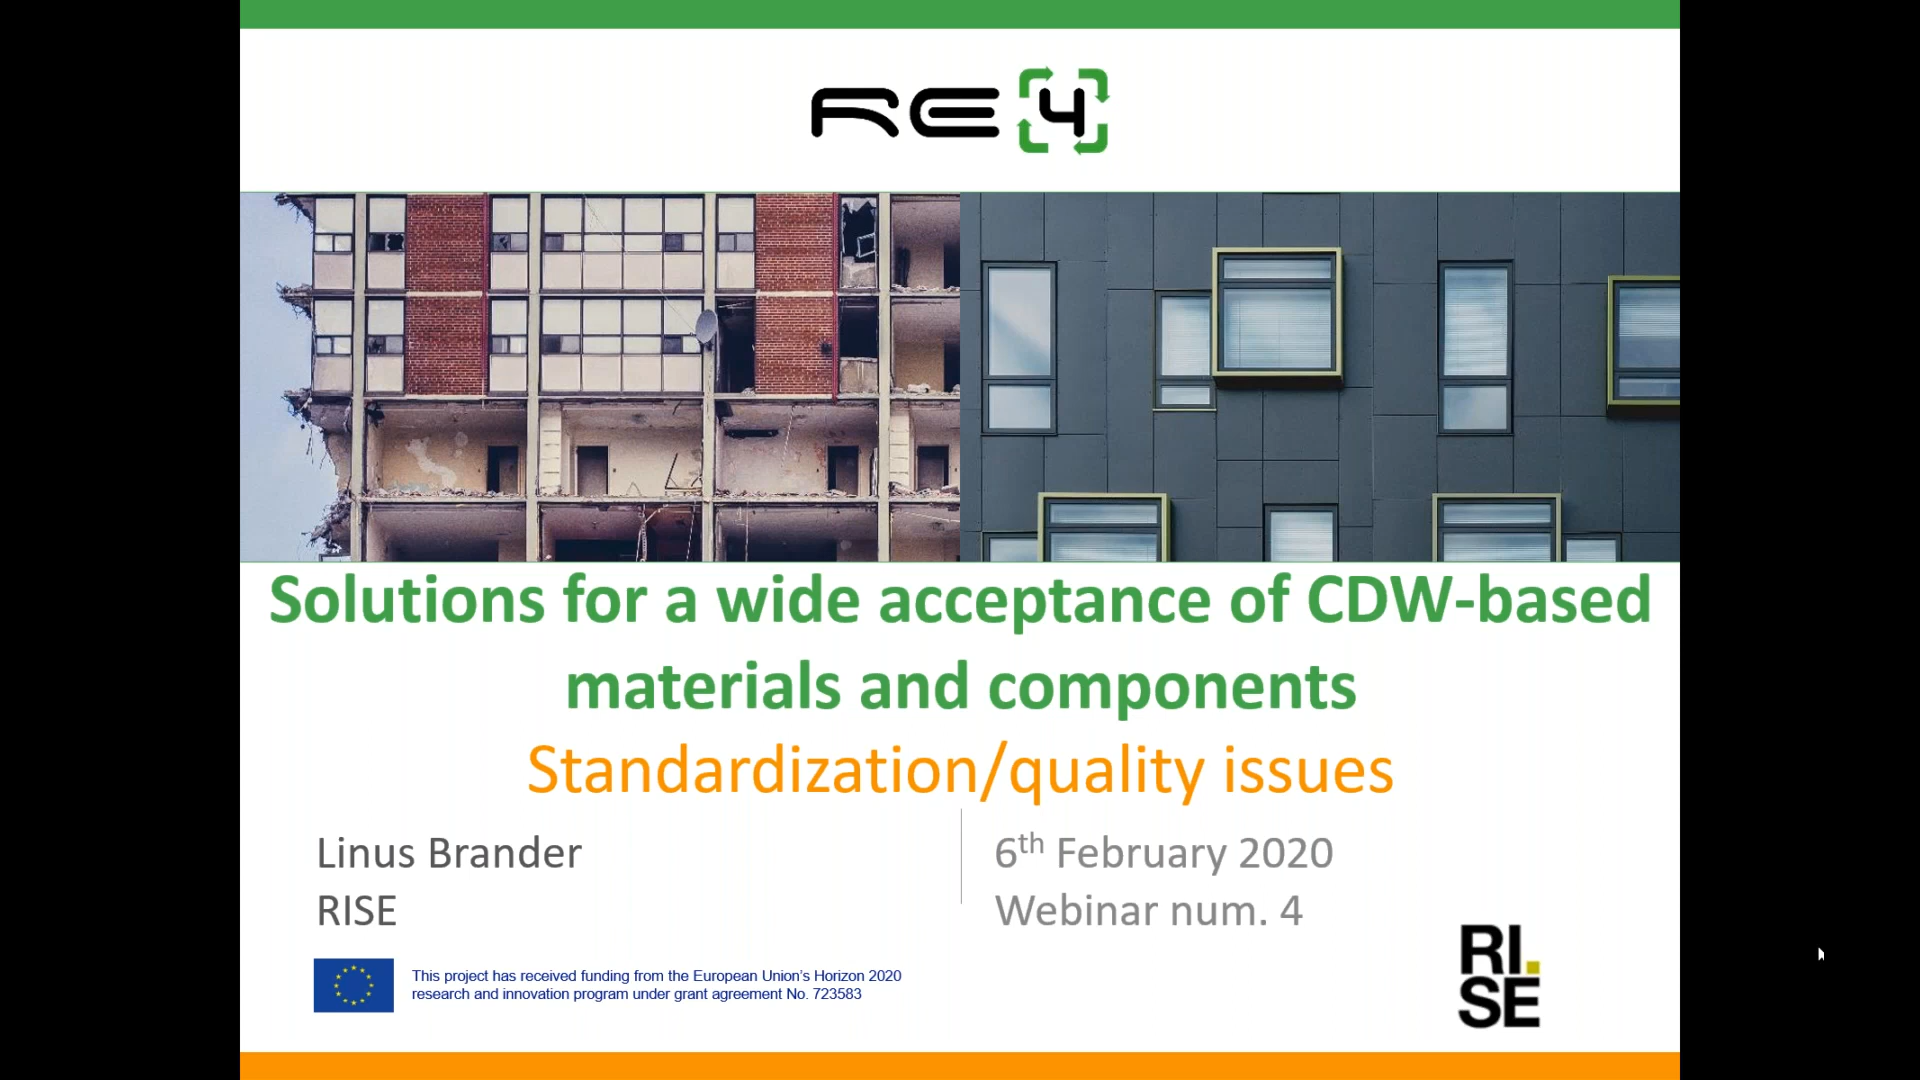 RE4
Solutions for a wide acceptance of CDW-based
materials and components
Standardization/quality issues
Linus Brander
RISE
6th February 2020
Webinar num. 4
This project has received funding from the European Union's Horizon 2020
research and innovation program under grant agreement No. 723583
RI.
SE